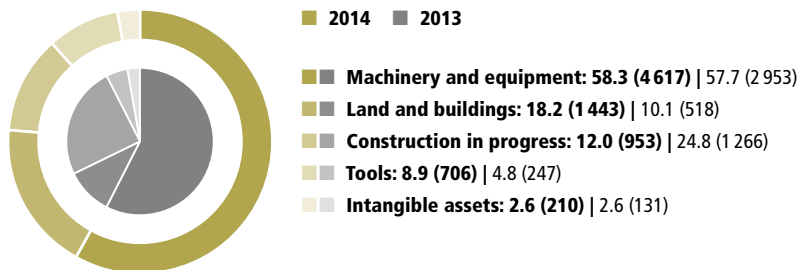 2014 2013
Machinery and equipment: 58.3 (4 617) | 57.7 (2 953)
Land and buildings: 18.2 (1 443) | 10.1 (518)
Construction in progress: 12.0 (953) | 24.8 (1 266)
Tools: 8.9 (706) | 4.8 (247)
Intangible assets: 2.6 (210) | 2.6 (131)